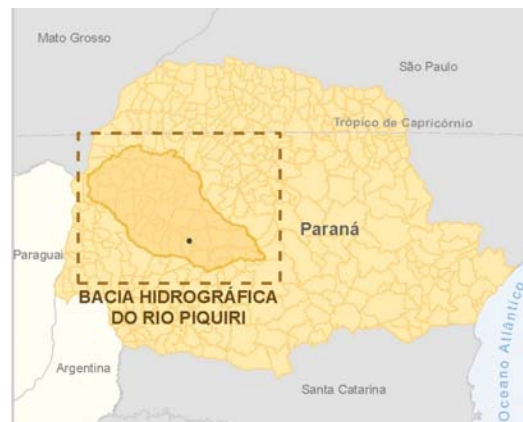 Mato Grosso
São Paulo
Trópico de Capricórnio
Paraná
Paraguai
BACIA HIDROGRÁFICA
DO RIO PIQUIRI
Argentina
Santa Catarina
Oceano Atlântico